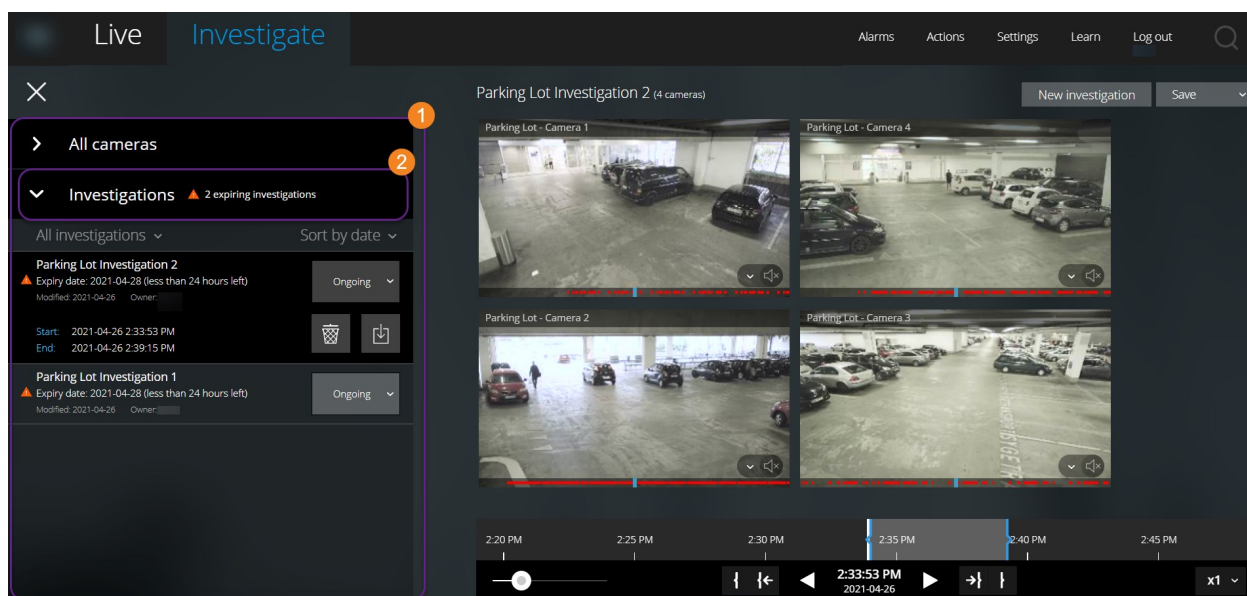 Live Investigate Alarms Actions Settings Learn Log out
Parking Lot Investigation 2 (4 cameras) New investigation Save
1
All cameras
2
Investigations 2 expiring investigations
All investigations Sort by date
Parking Lot Investigation 2
Expiry date: 2021-04-28 (less than 24 hours left)
Modified: 2021-04-26 Owner:
Ongoing
Start: 2021-04-26 2:33:53 PM
End: 2021-04-26 2:39:15 PM
Parking Lot Investigation 1
Expiry date: 2021-04-28 (less than 24 hours left)
Modified: 2021-04-26 Owner:
Ongoing
Parking Lot - Camera 1
Parking Lot - Camera 4
Parking Lot - Camera 2
Parking Lot - Camera 3
2:20 PM 2:25 PM 2:30 PM 2:35 PM 2:40 PM 2:45 PM
2:33:53 PM
2021-04-26
x1